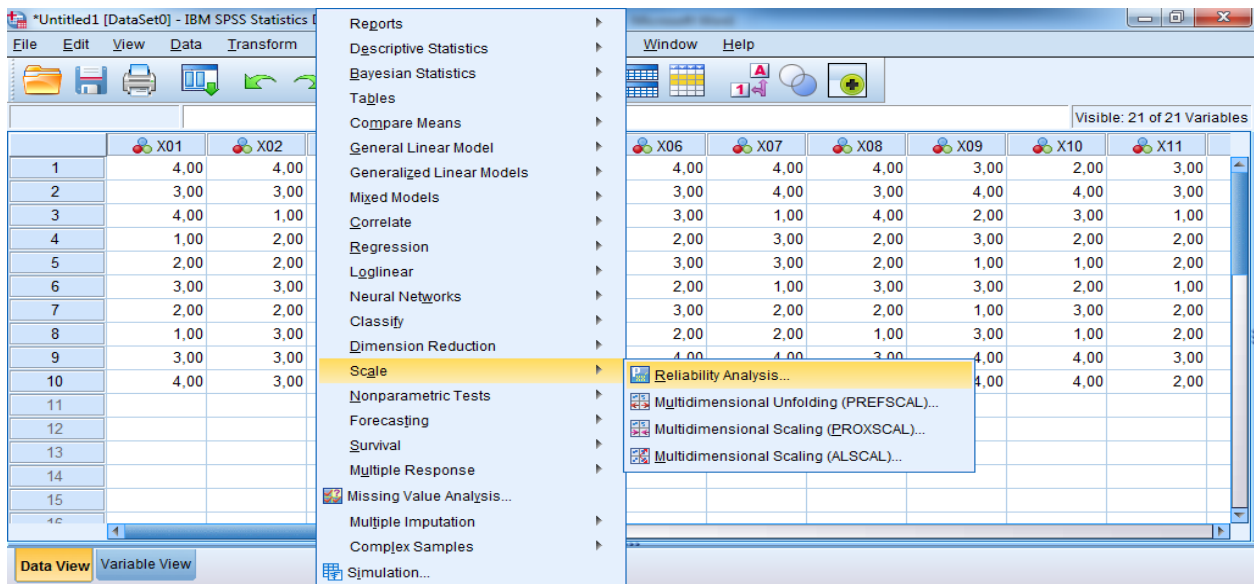 *Untitled1 [DataSet0] - IBM SPSS Statistics
File Edit View Data Transform Window Help
Visible: 21 of 21 Variables
Reports
Descriptive Statistics
Bayesian Statistics
Tables
Compare Means
General Linear Model
Generalized Linear Models
Mixed Models
Correlate
Regression
Loglinear
Neural Networks
Classify
Dimension Reduction
Scale
Nonparametric Tests
Forecasting
Survival
Multiple Response
Missing Value Analysis...
Multiple Imputation
Complex Samples
Simulation...
Reliability Analysis...
Multidimensional Unfolding (PREFSCAL)...
Multidimensional Scaling (PROXSCAL)...
Multidimensional Scaling (ALSCAL)...
X01 X02 X06 X07 X08 X09 X10 X11
1 4,00 4,00 4,00 4,00 4,00 3,00 2,00 3,00
2 3,00 3,00 3,00 4,00 3,00 4,00 4,00 3,00
3 4,00 1,00 3,00 1,00 4,00 2,00 3,00 1,00
4 1,00 2,00 2,00 3,00 2,00 3,00 2,00 2,00
5 2,00 2,00 3,00 3,00 2,00 1,00 1,00 2,00
6 3,00 3,00 2,00 1,00 3,00 3,00 2,00 1,00
7 2,00 2,00 3,00 2,00 2,00 1,00 3,00 2,00
8 1,00 3,00 2,00 2,00 1,00 3,00 1,00 2,00
9 3,00 3,00 4,00 4,00 3,00 4,00 4,00 3,00
10 4,00 3,00 4,00 4,00 2,00
11
12
13
14
15
Data View Variable View